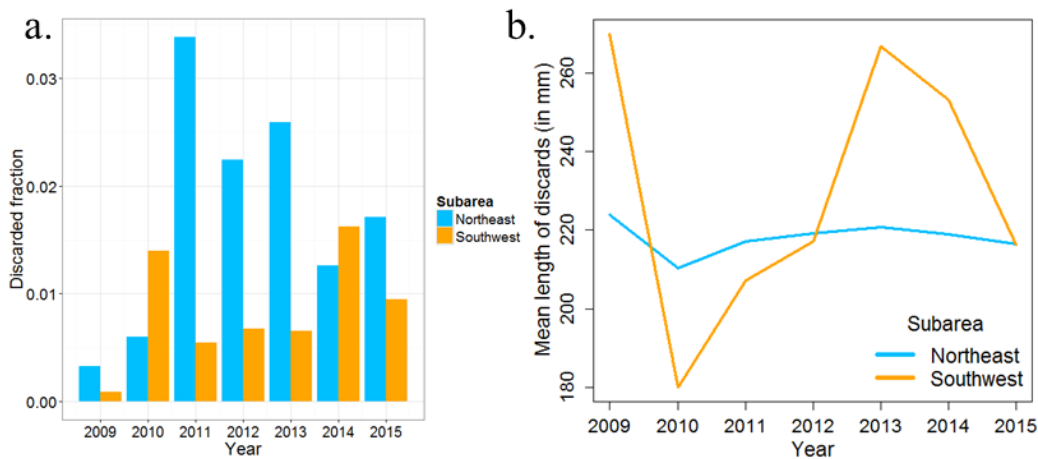 a.
Discarded fraction
0.03
0.02
0.01
0.00
2009 2010 2011 2012 2013 2014 2015
Year
Subarea
Northeast
Southwest
b.
Mean length of discards (in mm)
260
240
220
200
180
2009 2010 2011 2012 2013 2014 2015
Year
Subarea
Northeast
Southwest